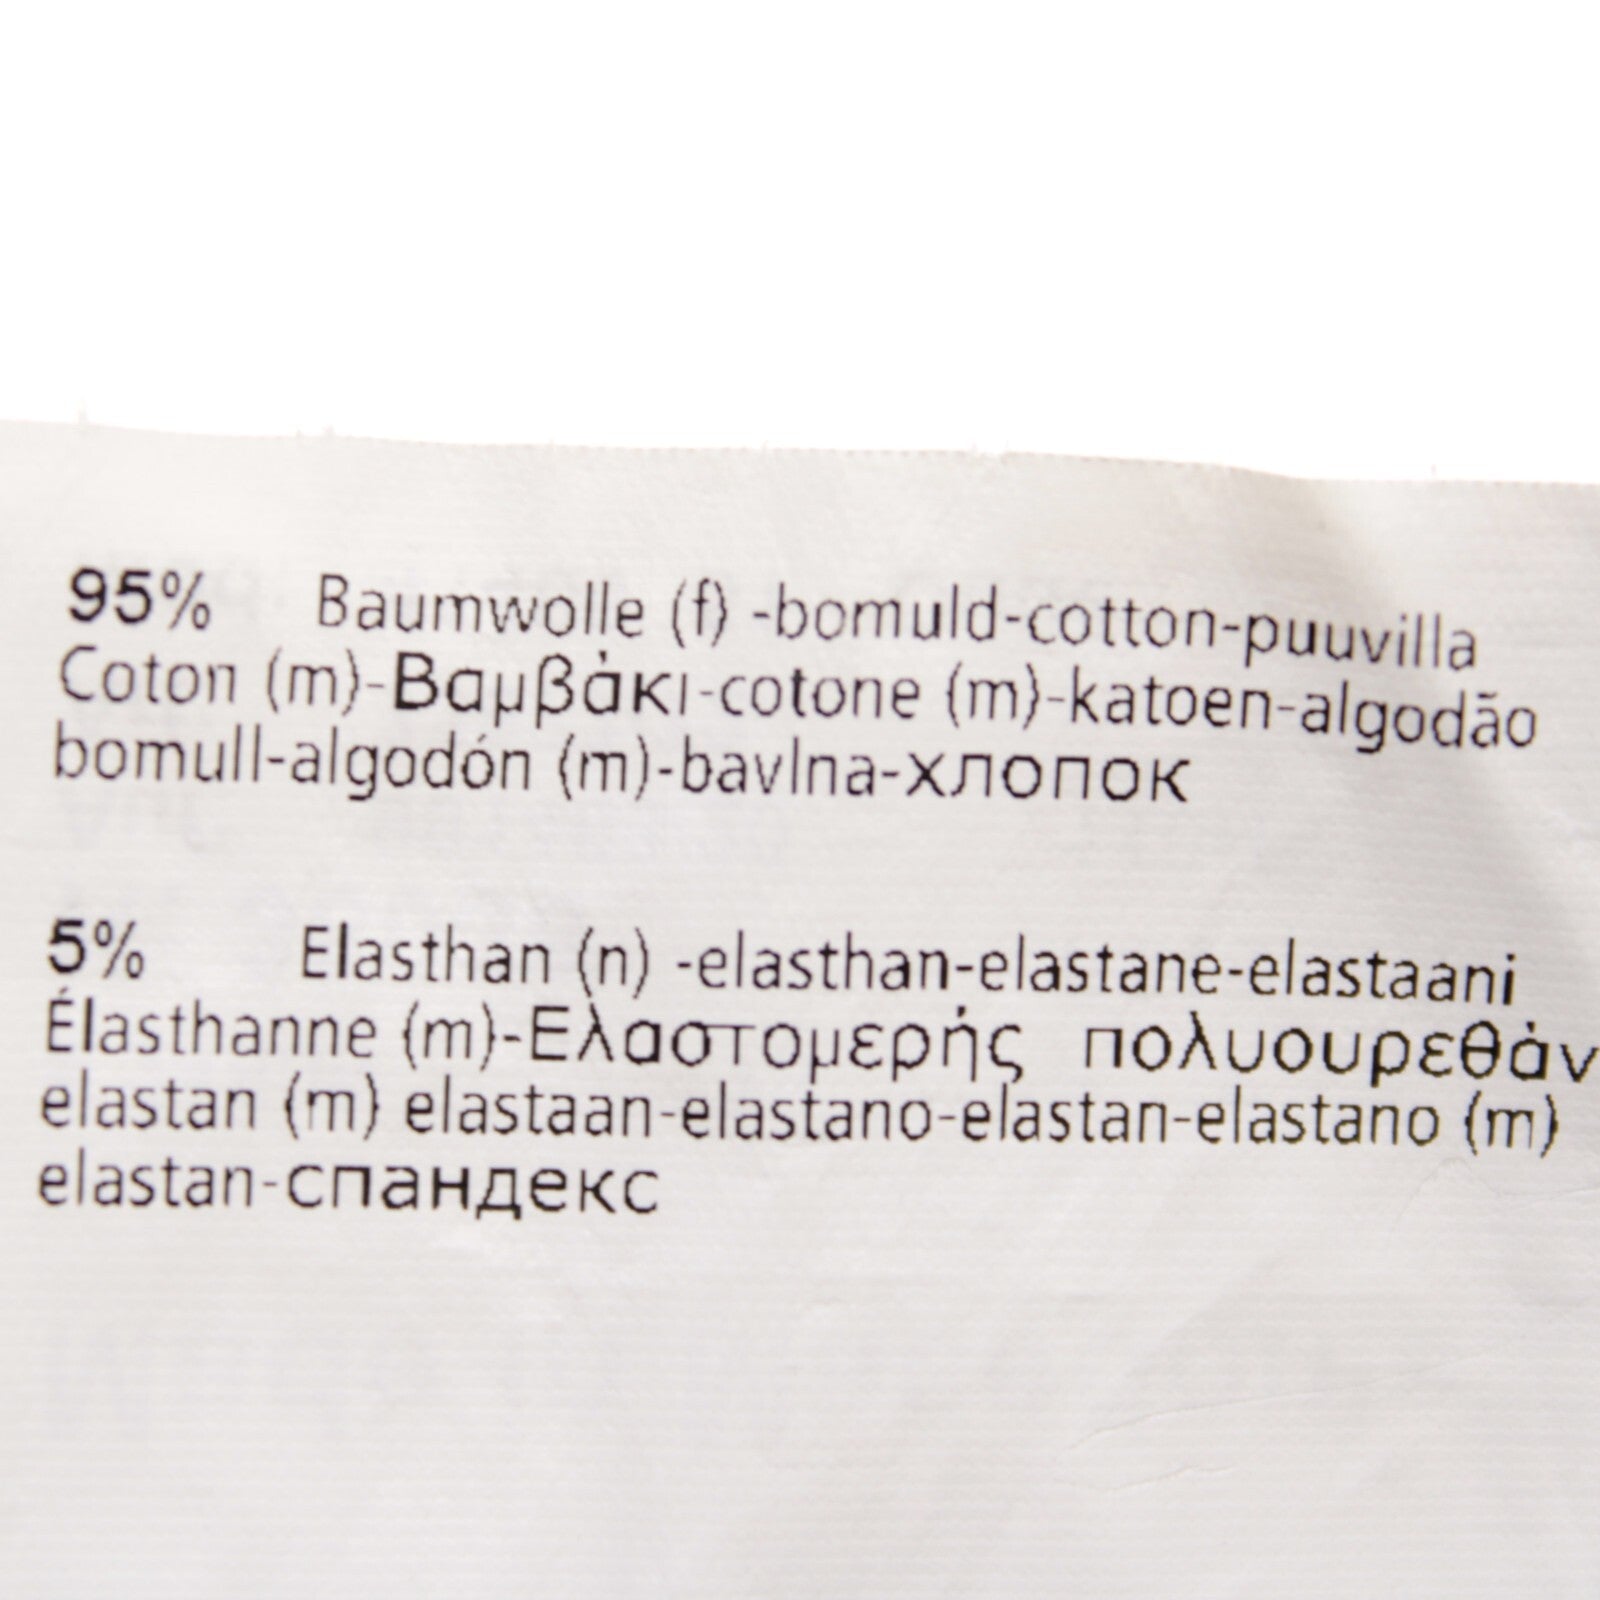 95% Baumwolle (f) -bomuld-cotton-puuvilla
Coton (m)-Βαμβάκι-cotone (m)-katoen-algodão
bomull-algodón (m)-bavlna-хлопок
5% Elasthan (n) -elasthan-elastane-elastaani
Élasthanne (m)-Ελαστομερής πολυουρεθάν
elastan (m) elastaan-elastano-elastan-elastano (m)
elastan-спандекс